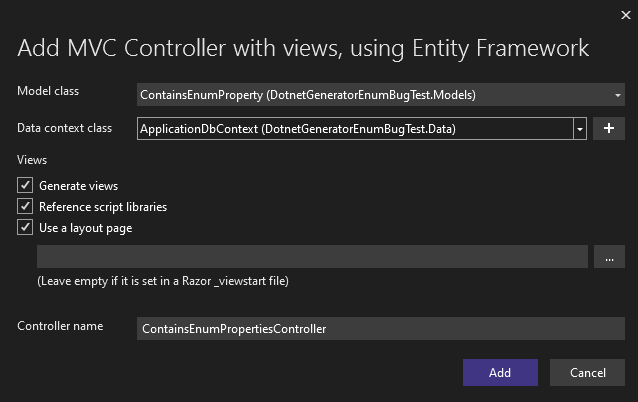 Add MVC Controller with views, using Entity Framework
Model class
ContainsEnumProperty (DotnetGeneratorEnumBugTest.Models)
Data context class
ApplicationDbContext (DotnetGeneratorEnumBugTest.Data)
Views
Generate views
Reference script libraries
Use a layout page
...
(Leave empty if it is set in a Razor _viewstart file)
Controller name
ContainsEnumPropertiesController
Add
Cancel